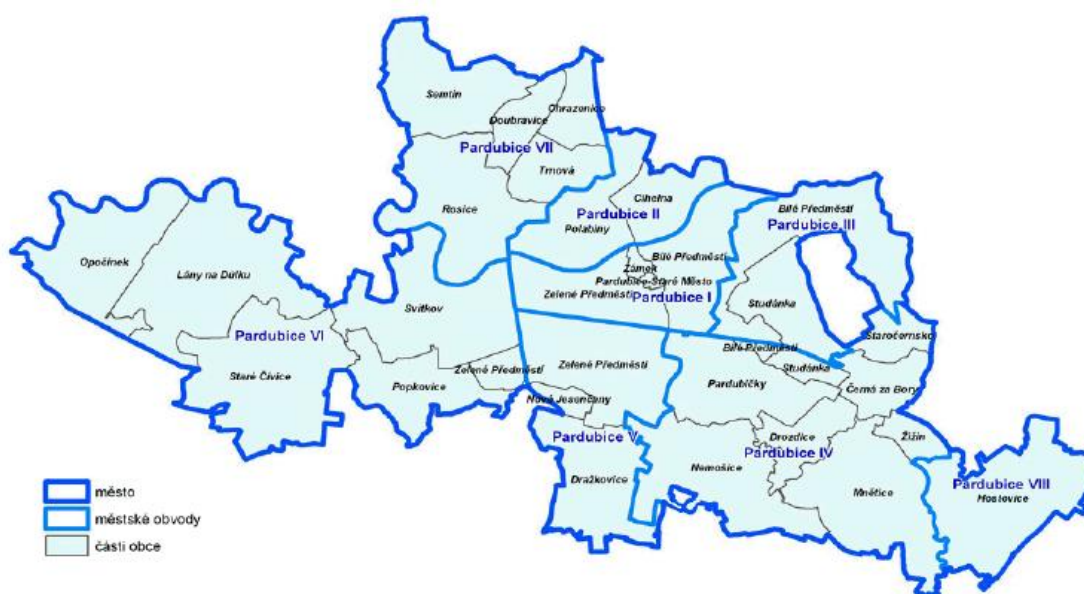 Semtín
Ohrazenice
Doubravice
Pardubice VII
Trnová
Rosice
Cihelna
Pardubice II
Polabiny
Bílé Předměstí
Pardubice III
Opočínek
Lány na Důlku
Bílé Předměstí
Zámek
Pardubice-Staré Město
Zelené Předměstí
Pardubice I
Studánka
Svítkov
Pardubice VI
Staročernsko
Bílé Předměstí
Zelené Předměstí
Zelené Předměstí
Studánka
Staré Čívice
Popkovice
Pardubičky
Černá za Bory
Nové Jesenčany
Pardubice V
Drozdice
Žižín
Pardubice IV
Nemošice
Dražkovice
Mnětice
Pardubice VIII
Hostovice
město
městské obvody
části obce